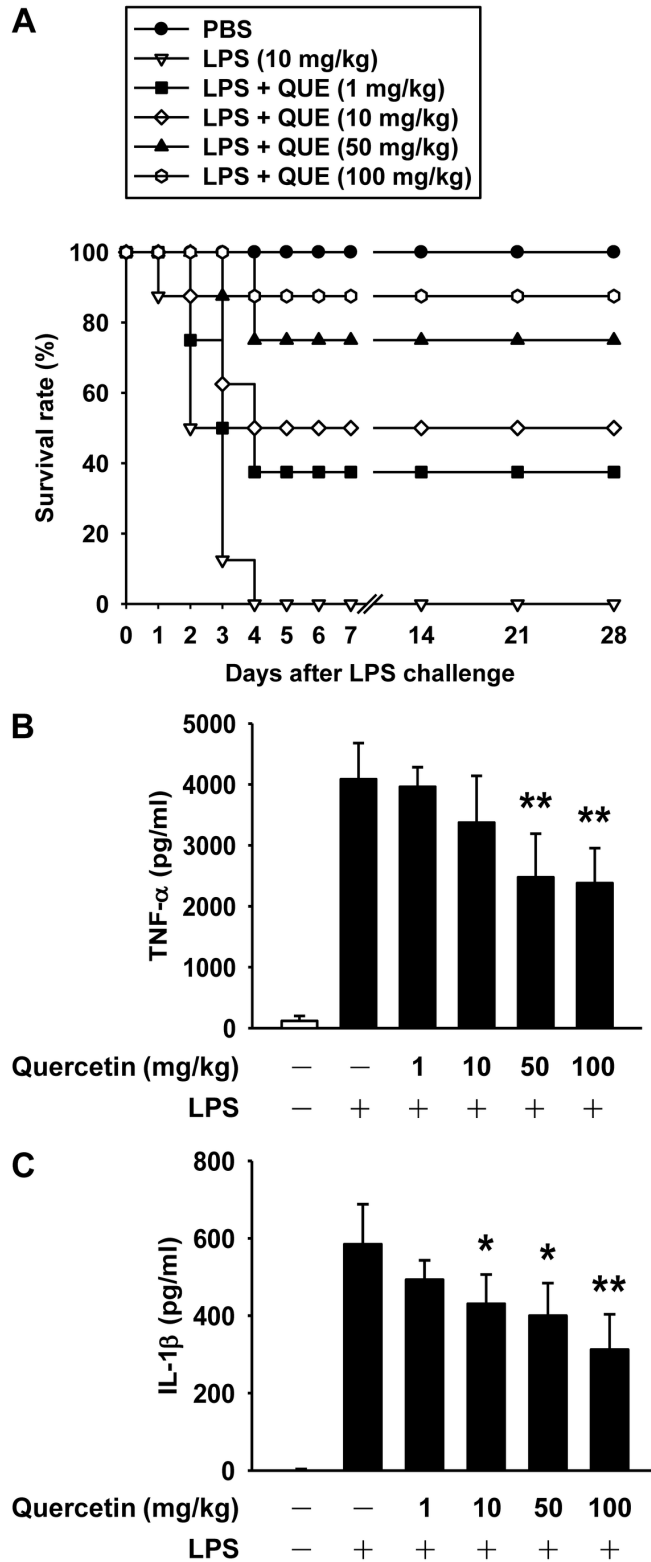 A
PBS
LPS (10 mg/kg)
LPS + QUE (1 mg/kg)
LPS + QUE (10 mg/kg)
LPS + QUE (50 mg/kg)
LPS + QUE (100 mg/kg)
100
80
60
40
20
0
Survival rate (%)
0 1 2 3 4 5 6 7 14 21 28
Days after LPS challenge
B
5000
4000
3000
2000
1000
0
TNF-α (pg/ml)
** **
Quercetin (mg/kg) − − 1 10 50 100
LPS − + + + + +
C
800
600
400
200
0
IL-1β (pg/ml)
* * **
Quercetin (mg/kg) − − 1 10 50 100
LPS − + + + + +